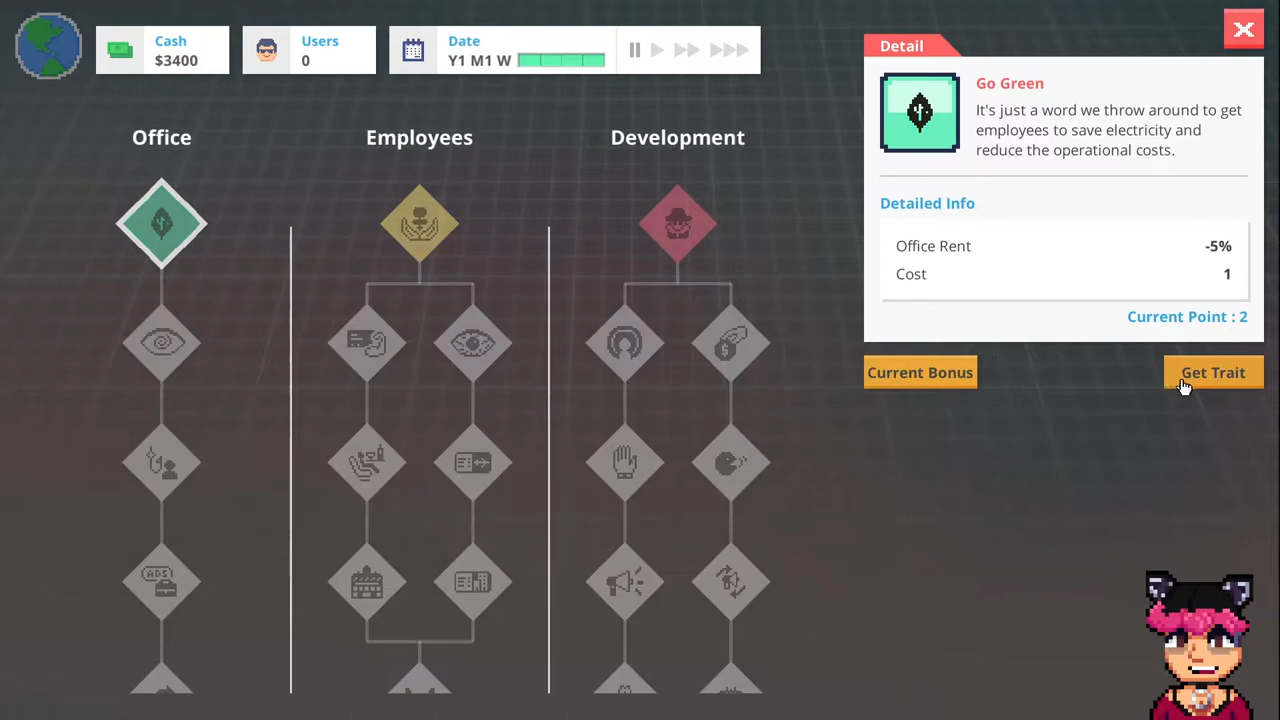 Cash
$3400
Users
0
Date
Y1 M1 W
Office
Employees
Development
ADS
Detail
Go Green
It's just a word we throw around to get
employees to save electricity and
reduce the operational costs.
Detailed Info
Office Rent -5%
Cost 1
Current Point : 2
Current Bonus
Get Trait